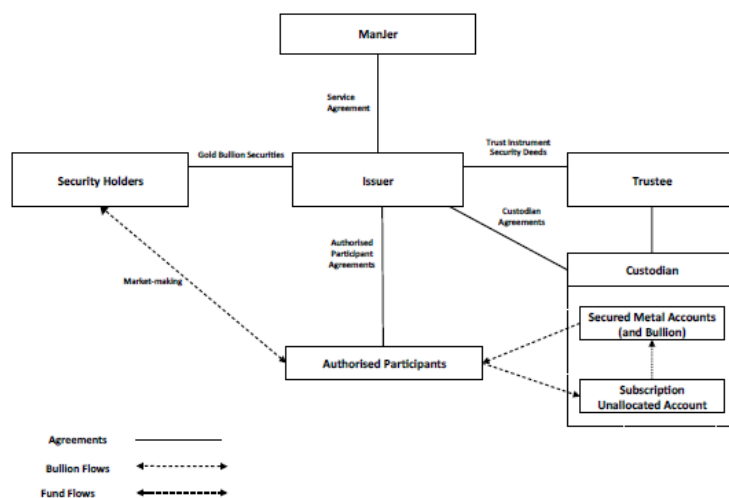 ManJer
Service
Agreement
Gold Bullion Securities
Trust Instrument
Security Deeds
Security Holders
Issuer
Trustee
Custodian
Agreements
Authorised
Participant
Agreements
Custodian
Market-making
Secured Metal Accounts
(and Bullion)
Authorised Participants
Subscription
Unallocated Account
Agreements
Bullion Flows
Fund Flows